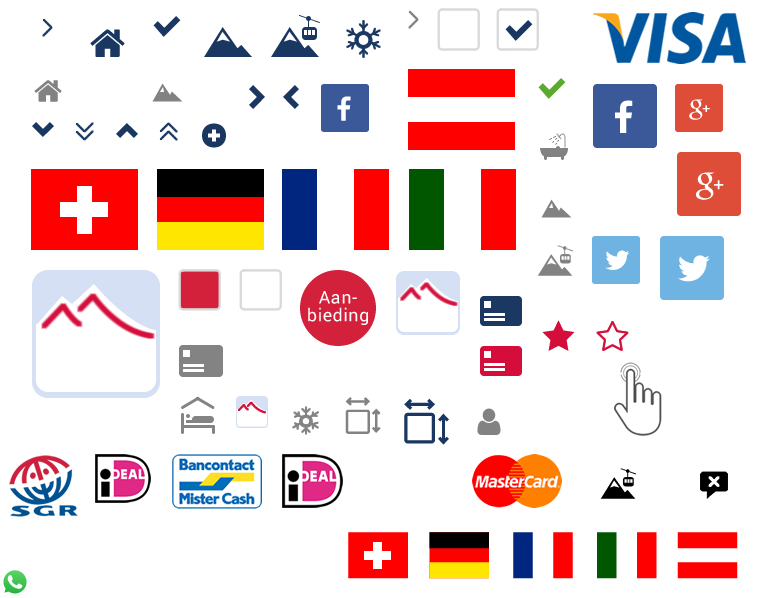 VISA
f
f
g+
g+
Aan-
bieding
SGR
iDEAL
Bancontact
Mister Cash
iDEAL
MasterCard